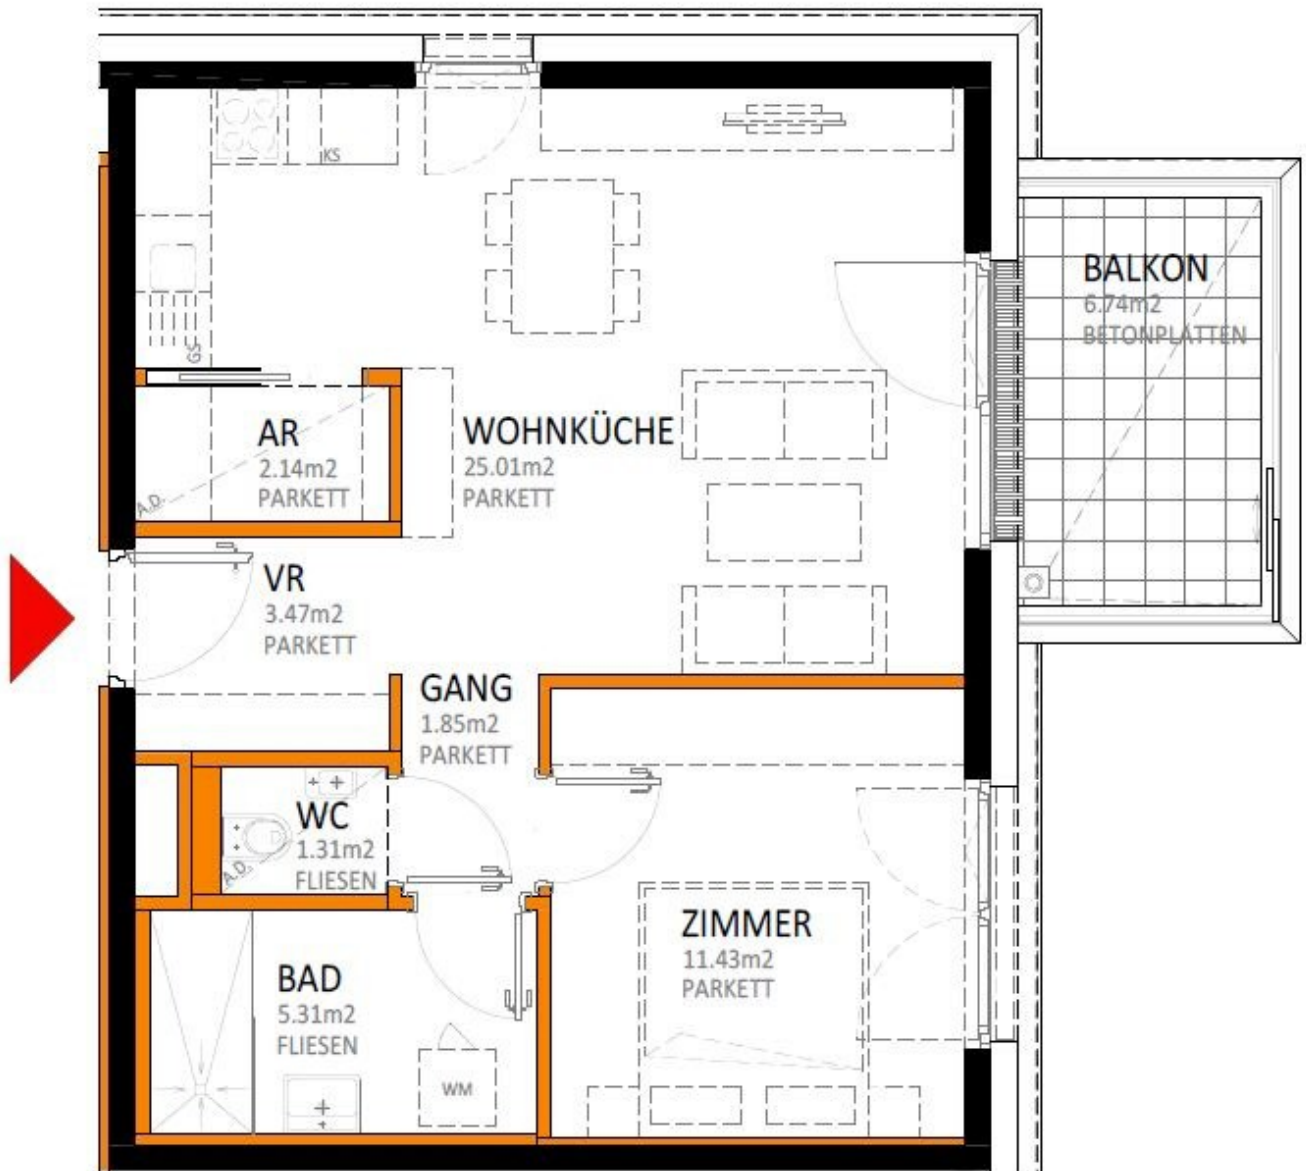 KS
BALKON
6.74m2
BETONPLATTEN
GS
AR
2.14m2
PARKETT
A.D.
WOHNKÜCHE
25.01m2
PARKETT
VR
3.47m2
PARKETT
GANG
1.85m2
PARKETT
WC
1.31m2
FLIESEN
A.D.
ZIMMER
11.43m2
PARKETT
BAD
5.31m2
FLIESEN
WM